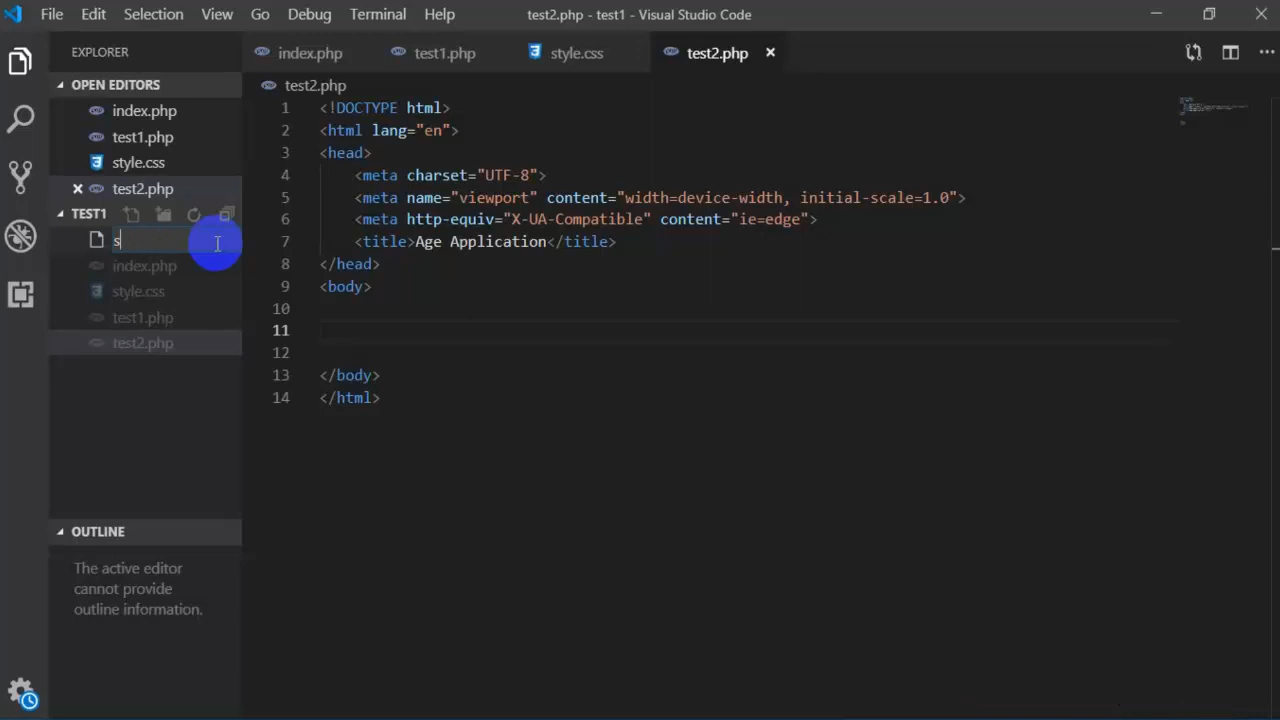 File Edit Selection View Go Debug Terminal Help test2.php - test1 - Visual Studio Code
EXPLORER
OPEN EDITORS
index.php
test1.php
style.css
test2.php
TEST1
s
index.php
style.css
test1.php
test2.php
OUTLINE
The active editor
cannot provide
outline information.
index.php test1.php style.css test2.php
test2.php
1 <!DOCTYPE html>
2 <html lang="en">
3 <head>
4 <meta charset="UTF-8">
5 <meta name="viewport" content="width=device-width, initial-scale=1.0">
6 <meta http-equiv="X-UA-Compatible" content="ie=edge">
7 <title>Age Application</title>
8 </head>
9 <body>
10
11
12
13 </body>
14 </html>